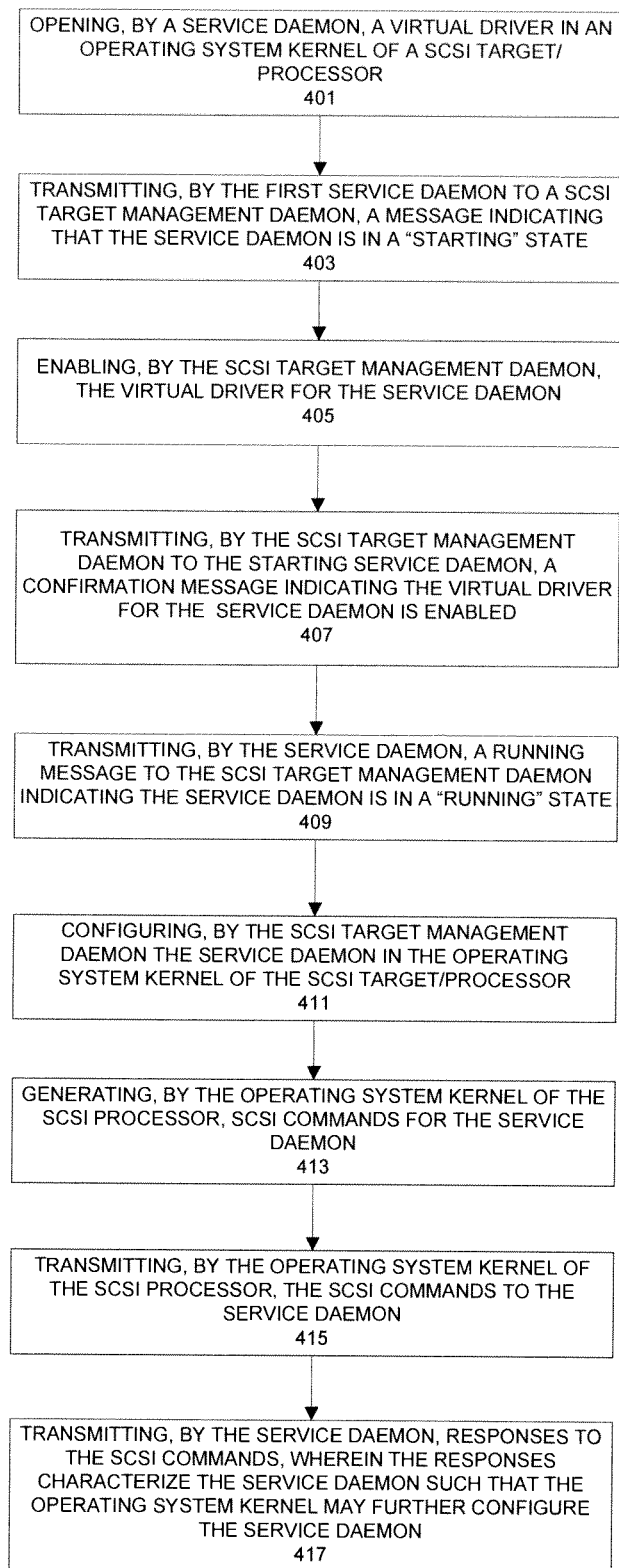 OPENING, BY A SERVICE DAEMON, A VIRTUAL DRIVER IN AN
OPERATING SYSTEM KERNEL OF A SCSI TARGET/
PROCESSOR
401
TRANSMITTING, BY THE FIRST SERVICE DAEMON TO A SCSI
TARGET MANAGEMENT DAEMON, A MESSAGE INDICATING
THAT THE SERVICE DAEMON IS IN A “STARTING” STATE
403
ENABLING, BY THE SCSI TARGET MANAGEMENT DAEMON,
THE VIRTUAL DRIVER FOR THE SERVICE DAEMON
405
TRANSMITTING, BY THE SCSI TARGET MANAGEMENT
DAEMON TO THE STARTING SERVICE DAEMON, A
CONFIRMATION MESSAGE INDICATING THE VIRTUAL DRIVER
FOR THE SERVICE DAEMON IS ENABLED
407
TRANSMITTING, BY THE SERVICE DAEMON, A RUNNING
MESSAGE TO THE SCSI TARGET MANAGEMENT DAEMON
INDICATING THE SERVICE DAEMON IS IN A “RUNNING” STATE
409
CONFIGURING, BY THE SCSI TARGET MANAGEMENT
DAEMON THE SERVICE DAEMON IN THE OPERATING
SYSTEM KERNEL OF THE SCSI TARGET/PROCESSOR
411
GENERATING, BY THE OPERATING SYSTEM KERNEL OF THE
SCSI PROCESSOR, SCSI COMMANDS FOR THE SERVICE
DAEMON
413
TRANSMITTING, BY THE OPERATING SYSTEM KERNEL OF
THE SCSI PROCESSOR, THE SCSI COMMANDS TO THE
SERVICE DAEMON
415
TRANSMITTING, BY THE SERVICE DAEMON, RESPONSES TO
THE SCSI COMMANDS, WHEREIN THE RESPONSES
CHARACTERIZE THE SERVICE DAEMON SUCH THAT THE
OPERATING SYSTEM KERNEL MAY FURTHER CONFIGURE
THE SERVICE DAEMON
417